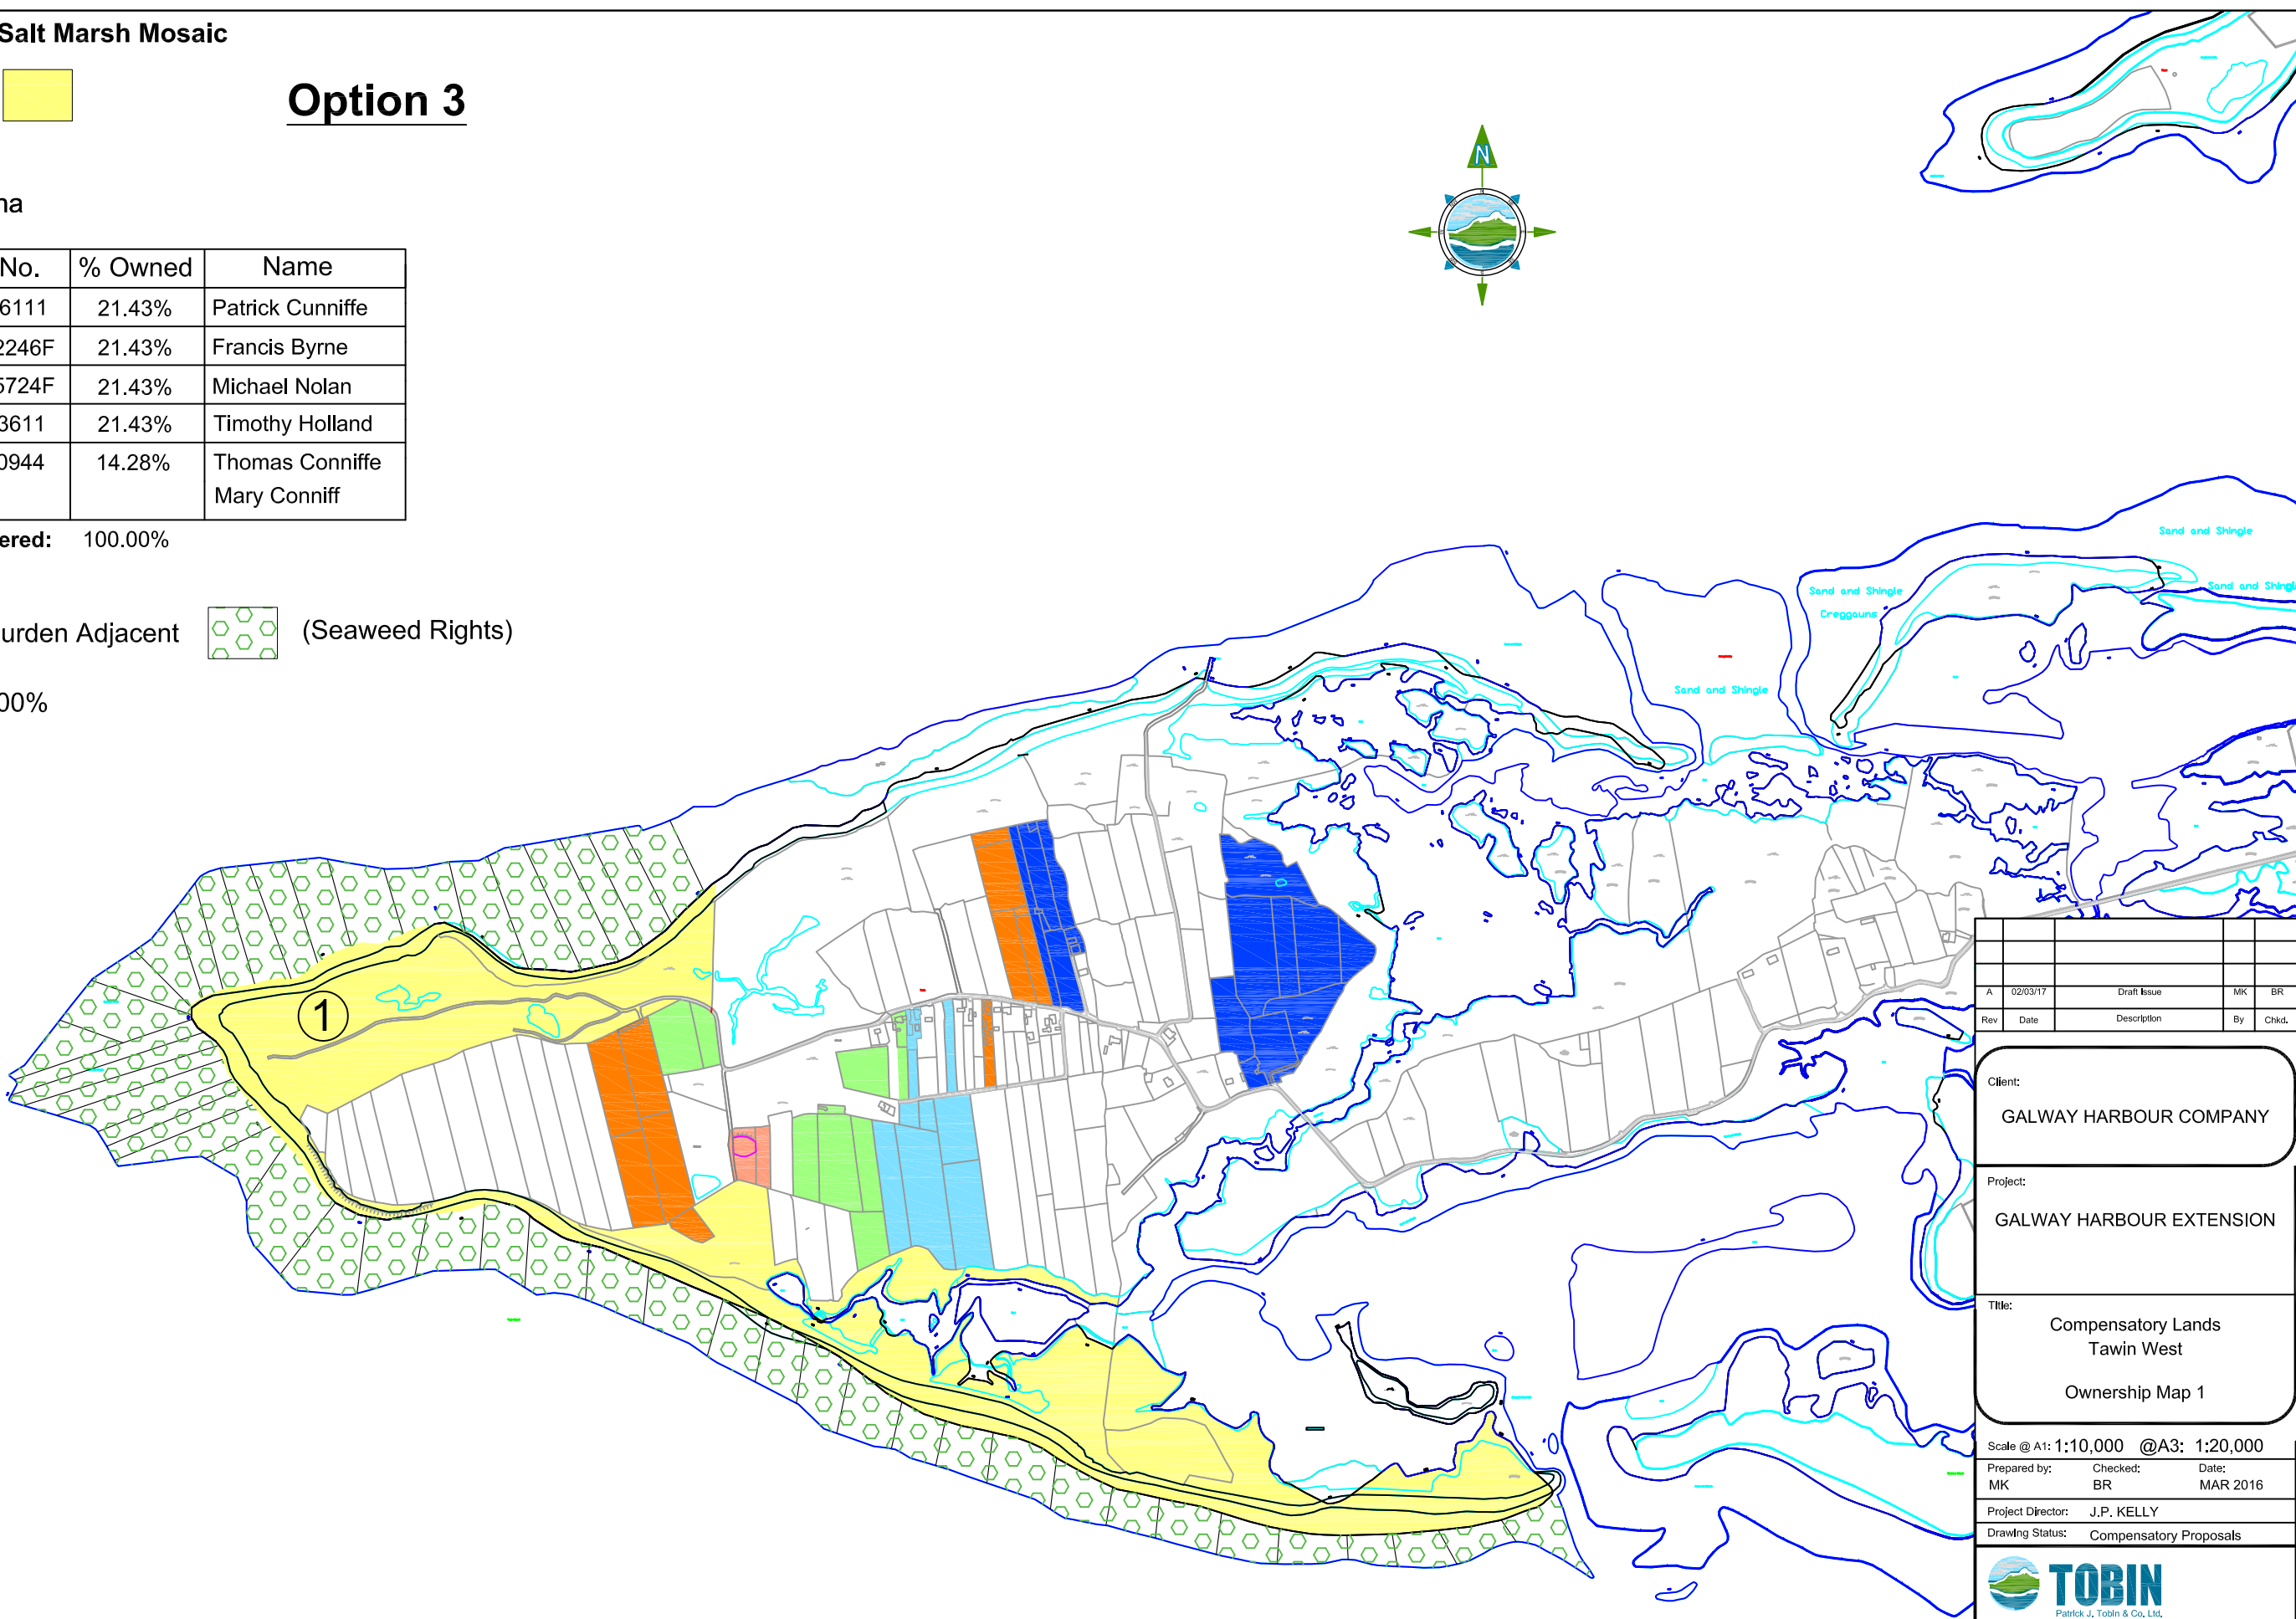 Salt Marsh Mosaic
Option 3
ha
No. % Owned Name
6111 21.43% Patrick Cunniffe
2246F 21.43% Francis Byrne
5724F 21.43% Michael Nolan
3611 21.43% Timothy Holland
0944 14.28% Thomas Conniffe
Mary Conniff
ered: 100.00%
urden Adjacent (Seaweed Rights)
00%
N
Sand and Shingle
Sand and Shingle
Sand and Shingle
Creggauns
Sand and Shingle
1
A 02/03/17 Draft Issue MK BR
Rev Date Description By Chkd.
Client:
GALWAY HARBOUR COMPANY
Project:
GALWAY HARBOUR EXTENSION
Title:
Compensatory Lands
Tawin West
Ownership Map 1
Scale @ A1: 1:10,000 @A3: 1:20,000
Prepared by: Checked: Date:
MK BR MAR 2016
Project Director: J.P. KELLY
Drawing Status: Compensatory Proposals
TOBIN
Patrick J. Tobin & Co. Ltd.